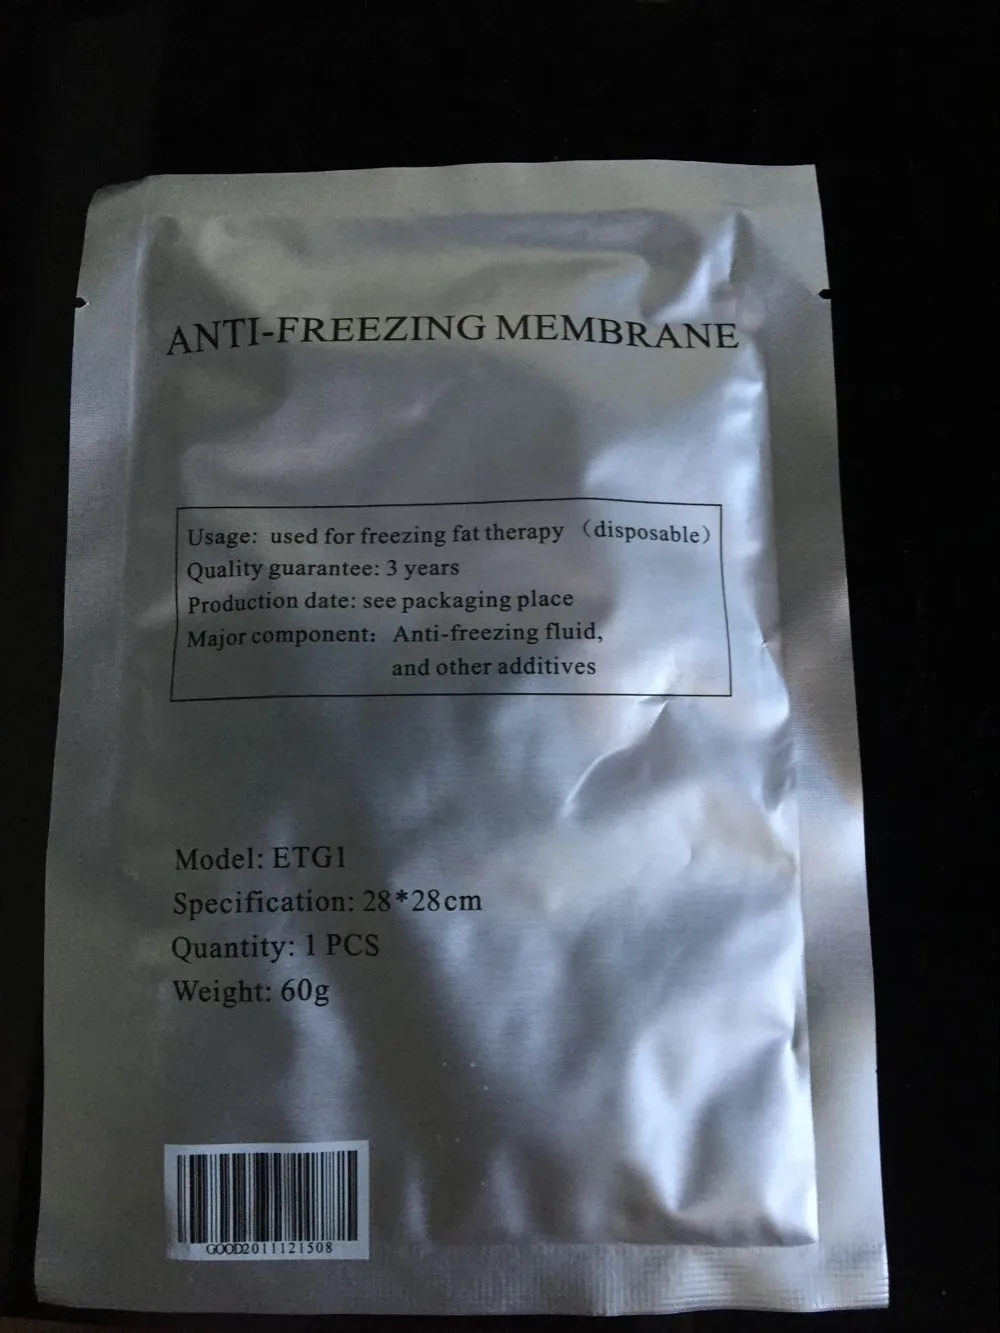 ANTI-FREEZING MEMBRANE
Usage: used for freezing fat therapy （disposable）
Quality guarantee: 3 years
Production date: see packaging place
Major component: Anti-freezing fluid,
and other additives
Model: ETG1
Specification: 28*28cm
Quantity: 1 PCS
Weight: 60g
GOOD2011121508